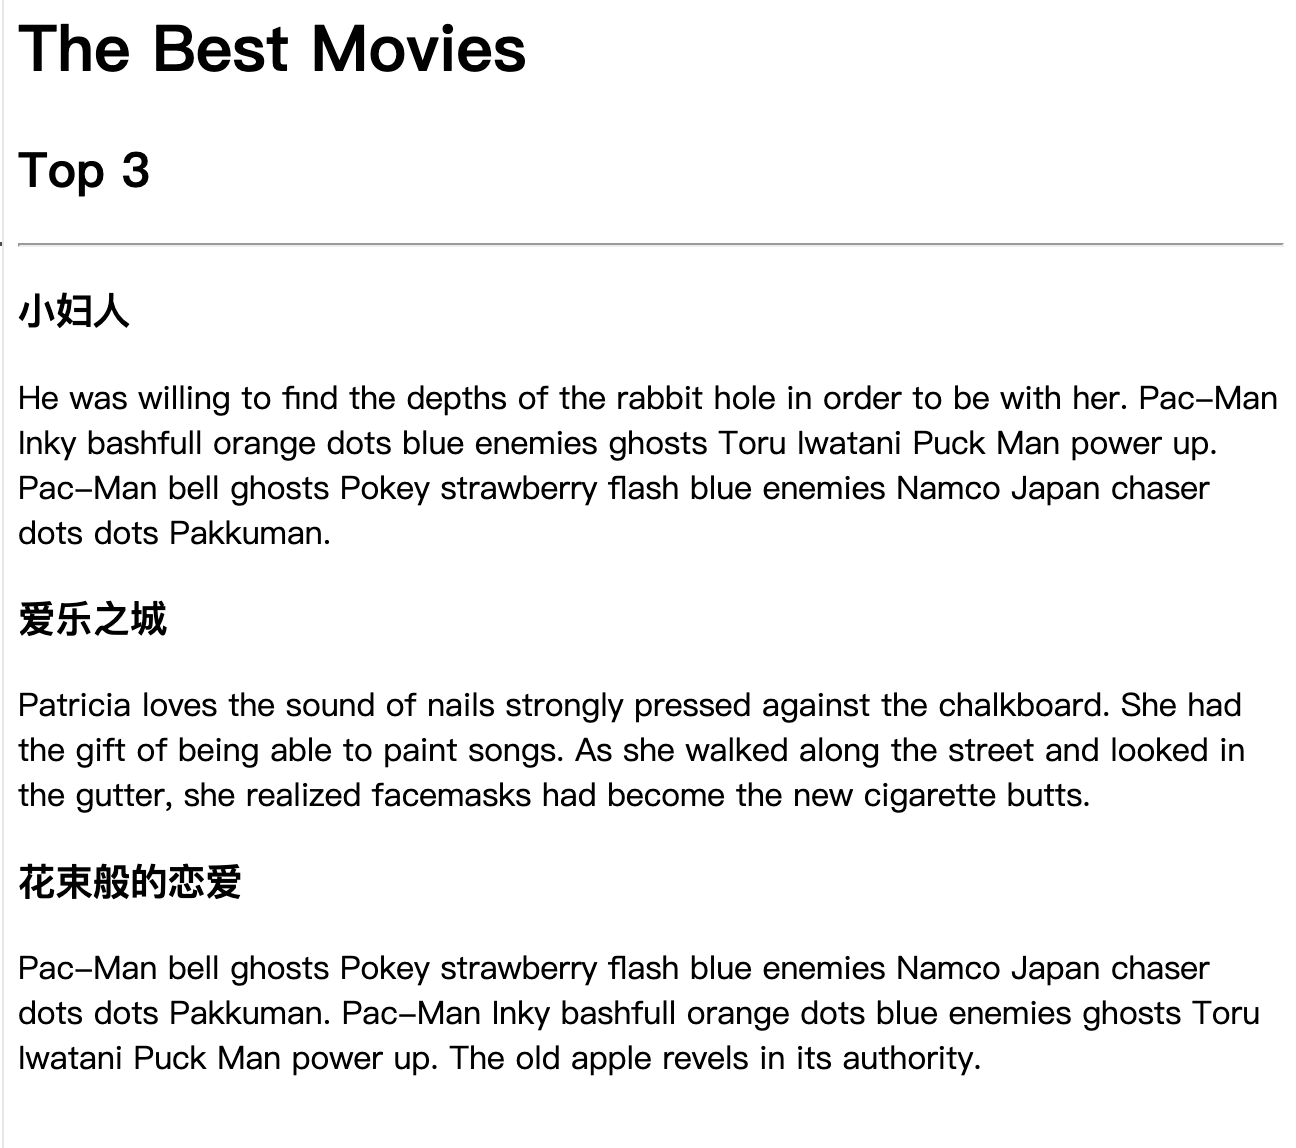 The Best Movies
Top 3
小妇人
He was willing to find the depths of the rabbit hole in order to be with her. Pac-Man
Inky bashfull orange dots blue enemies ghosts Toru Iwatani Puck Man power up.
Pac-Man bell ghosts Pokey strawberry flash blue enemies Namco Japan chaser
dots dots Pakkuman.
爱乐之城
Patricia loves the sound of nails strongly pressed against the chalkboard. She had
the gift of being able to paint songs. As she walked along the street and looked in
the gutter, she realized facemasks had become the new cigarette butts.
花束般的恋爱
Pac-Man bell ghosts Pokey strawberry flash blue enemies Namco Japan chaser
dots dots Pakkuman. Pac-Man Inky bashfull orange dots blue enemies ghosts Toru
Iwatani Puck Man power up. The old apple revels in its authority.